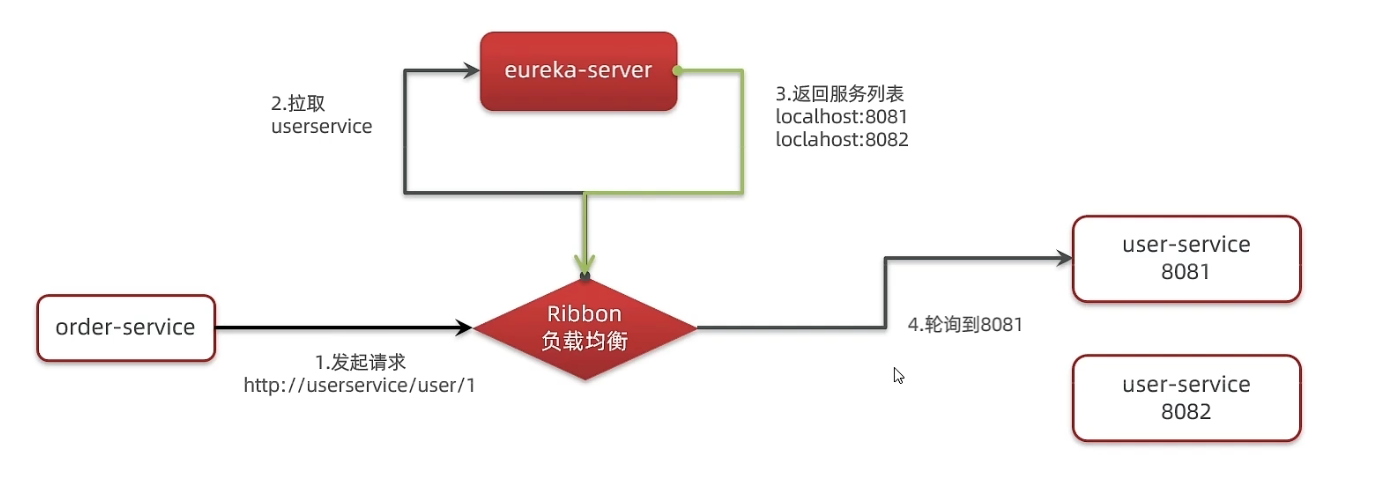 eureka-server
2.拉取
userservice
3.返回服务列表
localhost:8081
loclahost:8082
order-service
1.发起请求
http://userservice/user/1
Ribbon
负载均衡
4.轮询到8081
user-service
8081
user-service
8082